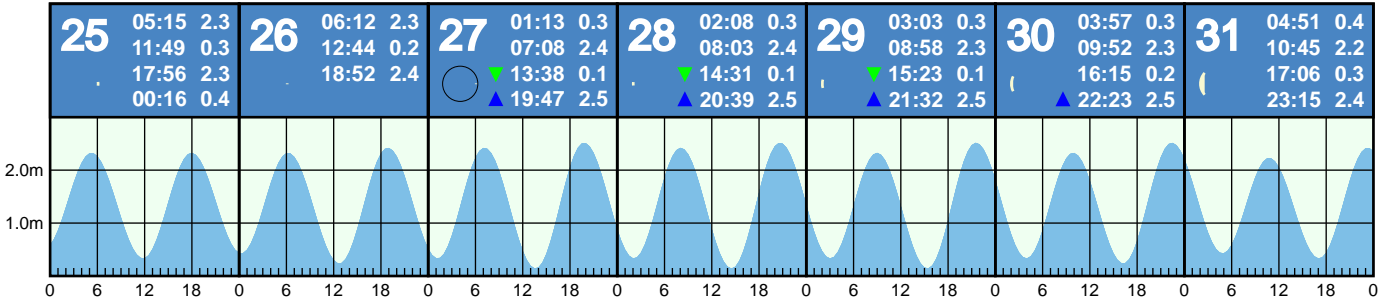 25 05:15 2.3
11:49 0.3
17:56 2.3
00:16 0.4
26 06:12 2.3
12:44 0.2
18:52 2.4
27 01:13 0.3
07:08 2.4
▼ 13:38 0.1
▲ 19:47 2.5
28 02:08 0.3
08:03 2.4
▼ 14:31 0.1
▲ 20:39 2.5
29 03:03 0.3
08:58 2.3
▼ 15:23 0.1
▲ 21:32 2.5
30 03:57 0.3
09:52 2.3
16:15 0.2
▲ 22:23 2.5
31 04:51 0.4
10:45 2.2
17:06 0.3
23:15 2.4
2.0m
1.0m
0 6 12 18 0 6 12 18 0 6 12 18 0 6 12 18 0 6 12 18 0 6 12 18 0 6 12 18 0